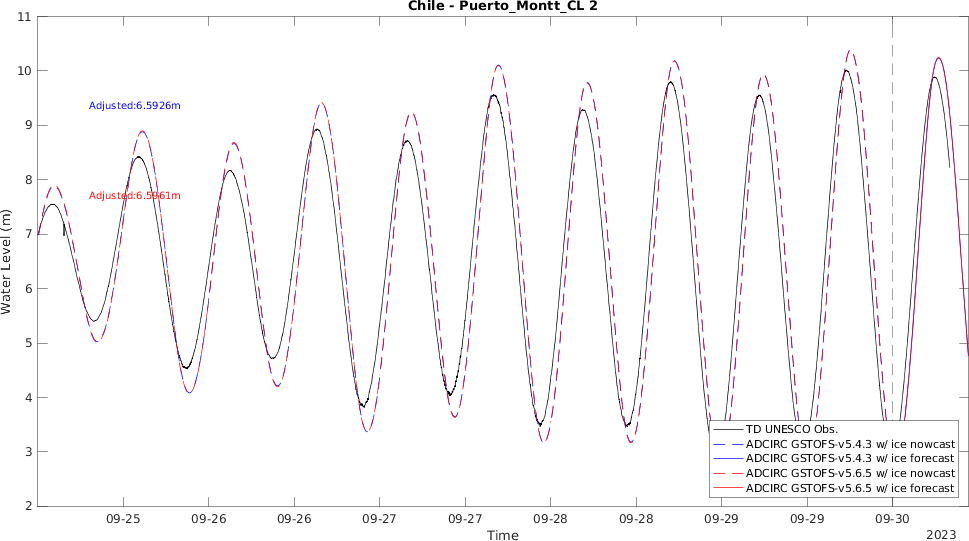 Chile - Puerto_Montt_CL 2
11
10
9
8
7
6
5
4
3
2
Water Level (m)
Adjusted:6.5926m
Adjusted:6.5961m
TD UNESCO Obs.
ADCIRC GSTOFS-v5.4.3 w/ ice nowcast
ADCIRC GSTOFS-v5.4.3 w/ ice forecast
ADCIRC GSTOFS-v5.6.5 w/ ice nowcast
ADCIRC GSTOFS-v5.6.5 w/ ice forecast
09-25 09-26 09-26 09-27 09-27 09-28 09-28 09-29 09-29 09-30
Time
2023